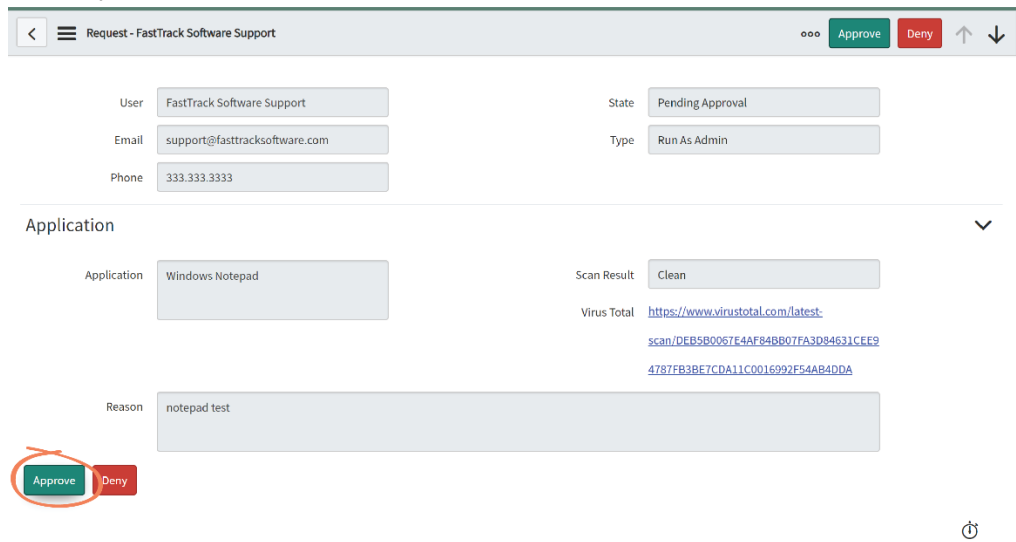 Request - FastTrack Software Support
Approve
Deny
User
FastTrack Software Support
State
Pending Approval
Email
support@fasttracksoftware.com
Type
Run As Admin
Phone
333.333.3333
Application
Application
Windows Notepad
Scan Result
Clean
Virus Total
https://www.virustotal.com/latest-
scan/DEB5B0067E4AF84BB07FA3D84631CEE9
4787FB3BE7CDA11C0016992F54AB4DDA
Reason
notepad test
Approve
Deny